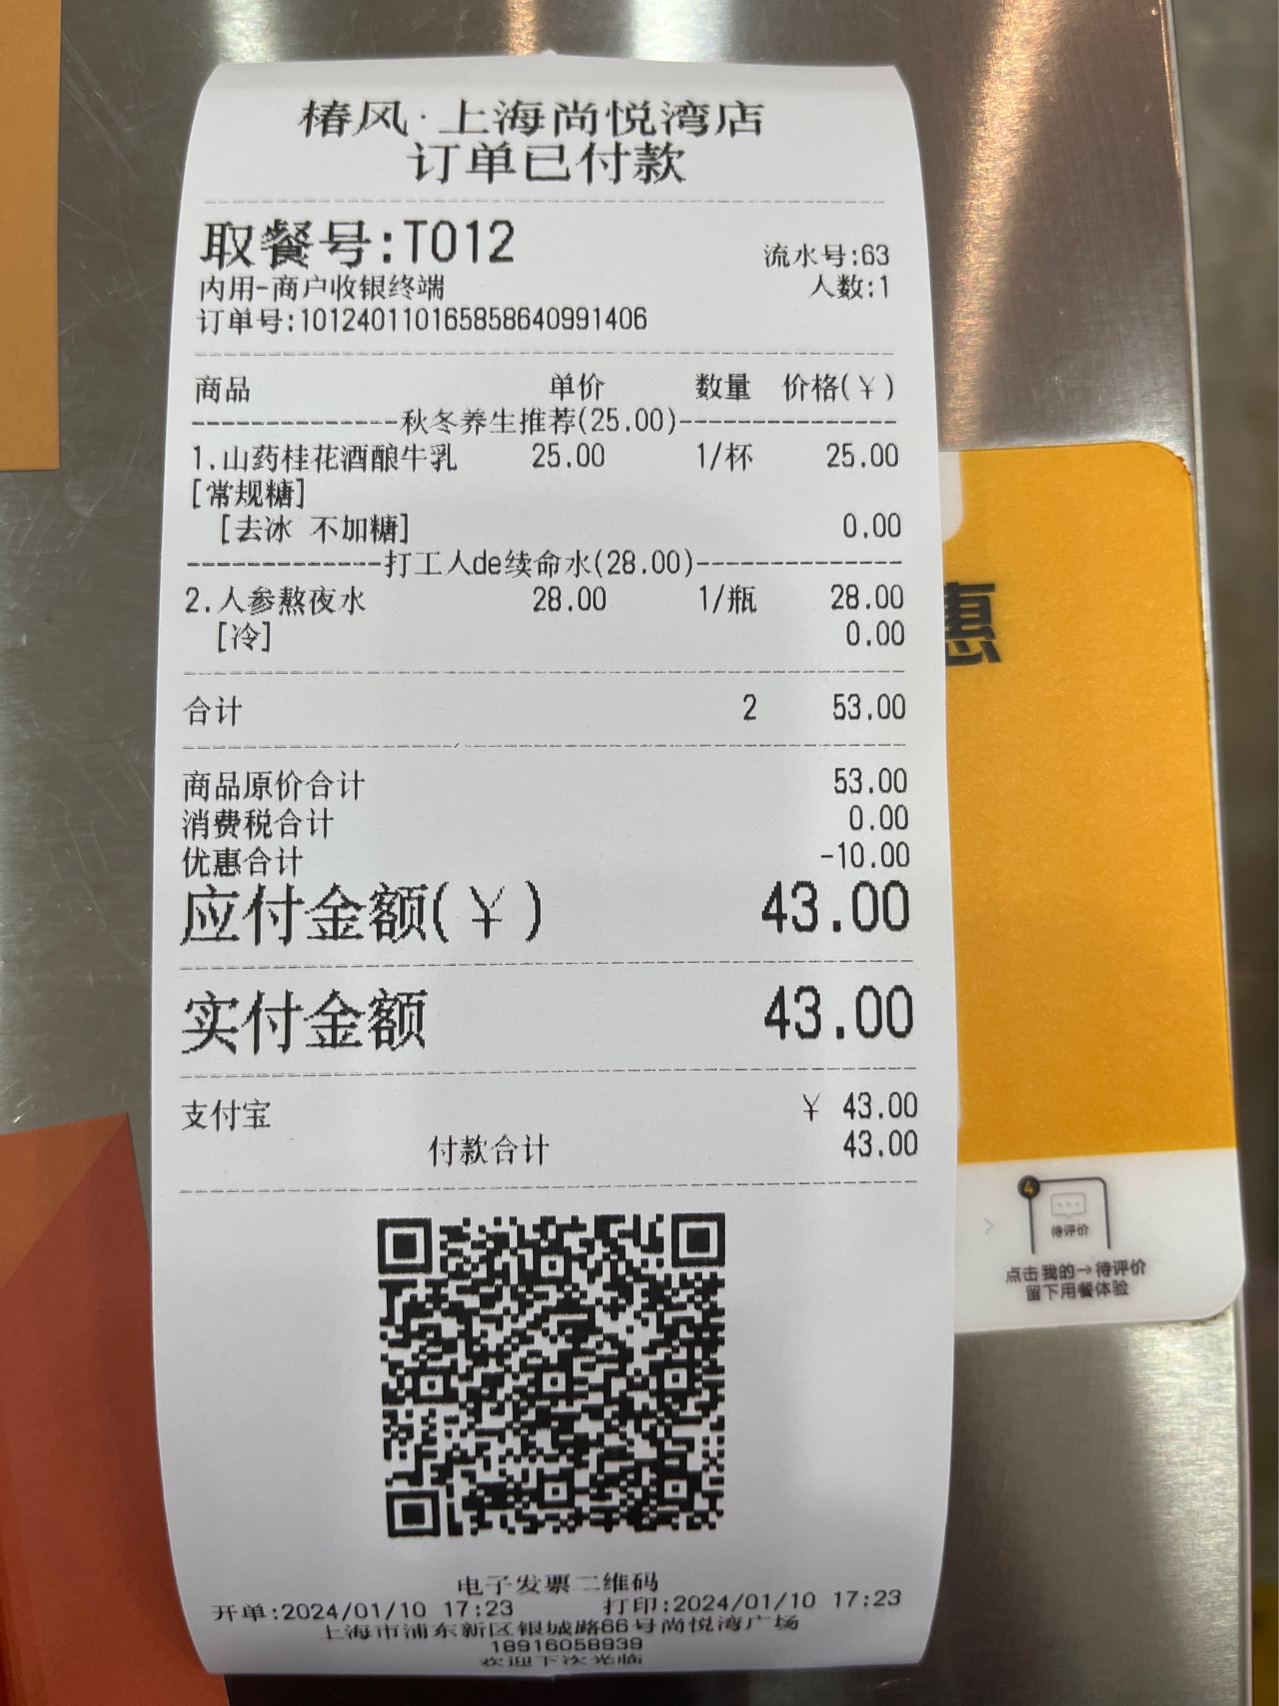 椿风·上海尚悦湾店
订单已付款
取餐号:T012
流水号:63
内用-商户收银终端
人数:1
订单号:101240110165858640991406
商品 单价 数量 价格(¥)
--------------秋冬养生推荐(25.00)---------------
1.山药桂花酒酿牛乳 25.00 1/杯 25.00
[常规糖]
[去冰 不加糖] 0.00
-------------打工人de续命水(28.00)--------------
2.人参熬夜水 28.00 1/瓶 28.00
[冷] 0.00
合计 2 53.00
商品原价合计 53.00
消费税合计 0.00
优惠合计 -10.00
应付金额(¥) 43.00
实付金额 43.00
支付宝 ¥ 43.00
付款合计 43.00
电子发票二维码
开单:2024/01/10 17:23 打印:2024/01/10 17:23
上海市浦东新区银城路66号尚悦湾广场
18916058939
欢迎下次光临
惠
4
待评价
点击我的→待评价
留下用餐体验